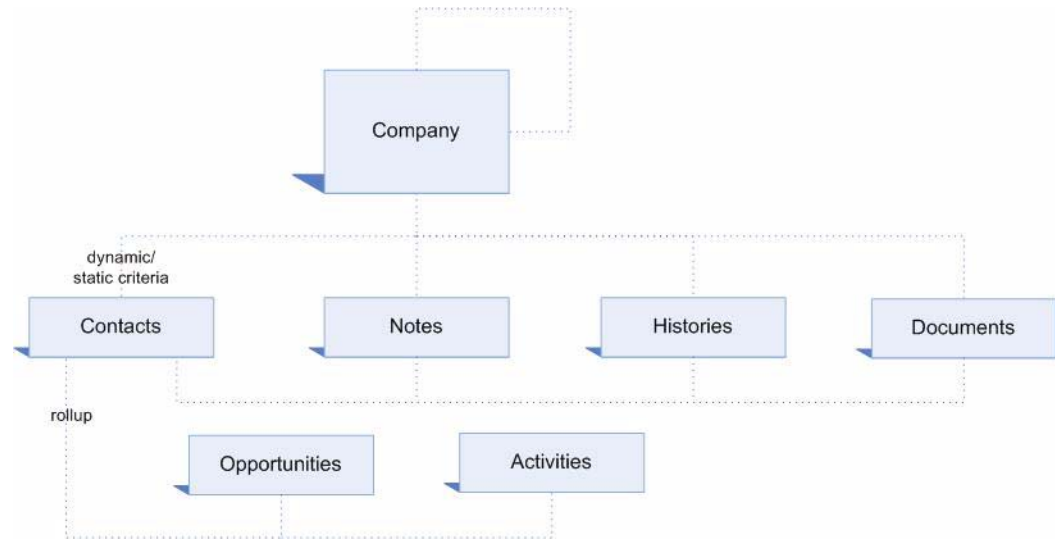 Company
dynamic/
static criteria
Contacts
Notes
Histories
Documents
rollup
Opportunities
Activities